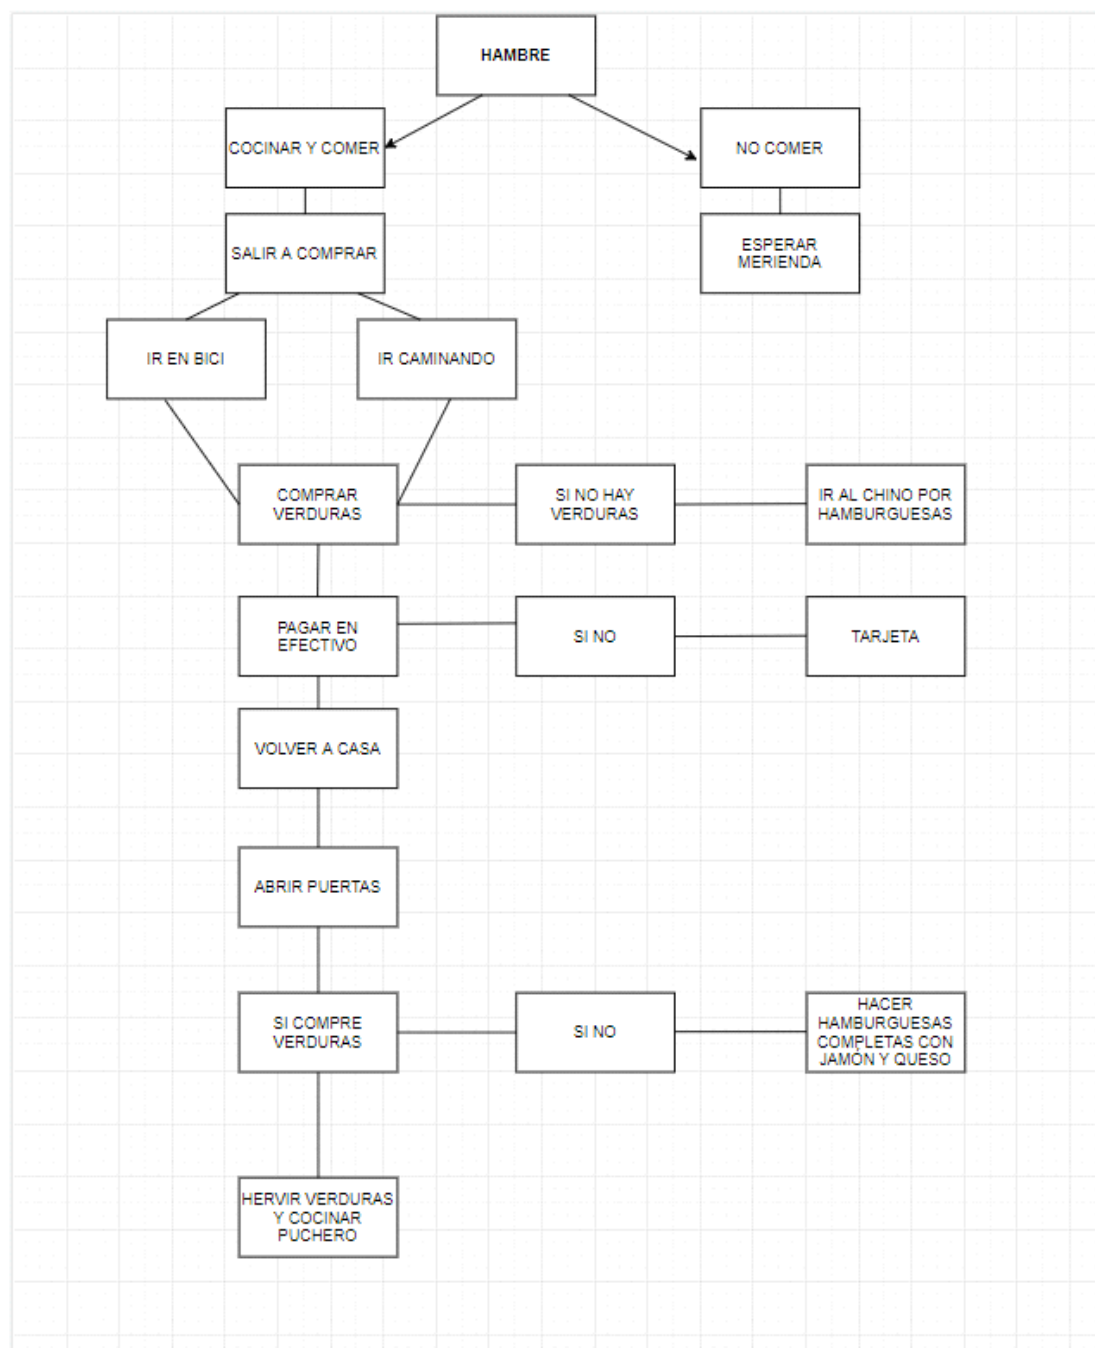 HAMBRE
COCINAR Y COMER
NO COMER
SALIR A COMPRAR
ESPERAR
MERIENDA
IR EN BICI
IR CAMINANDO
COMPRAR
VERDURAS
SI NO HAY
VERDURAS
IR AL CHINO POR
HAMBURGUESAS
PAGAR EN
EFECTIVO
SI NO
TARJETA
VOLVER A CASA
ABRIR PUERTAS
SI COMPRE
VERDURAS
SI NO
HACER
HAMBURGUESAS
COMPLETAS CON
JAMÓN Y QUESO
HERVIR VERDURAS
Y COCINAR
PUCHERO